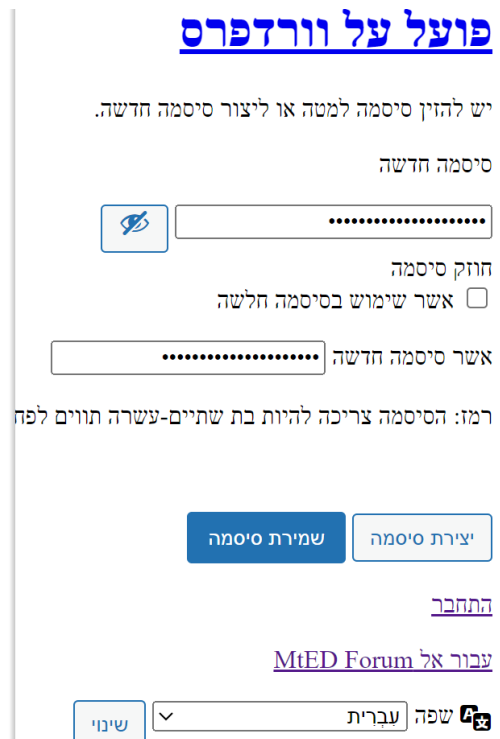 פועל על וורדפרס
יש להזין סיסמה למטה או ליצור סיסמה חדשה.
סיסמה חדשה
•••••••••••••••••••••
חוזק סיסמה
אשר שימוש בסיסמה חלשה
אשר סיסמה חדשה •••••••••••••••••••••
רמז: הסיסמה צריכה להיות בת שתיים-עשרה תווים לפח
יצירת סיסמה שמירת סיסמה
התחבר
עבור אל MtED Forum
שפה עִבְרִית שינוי